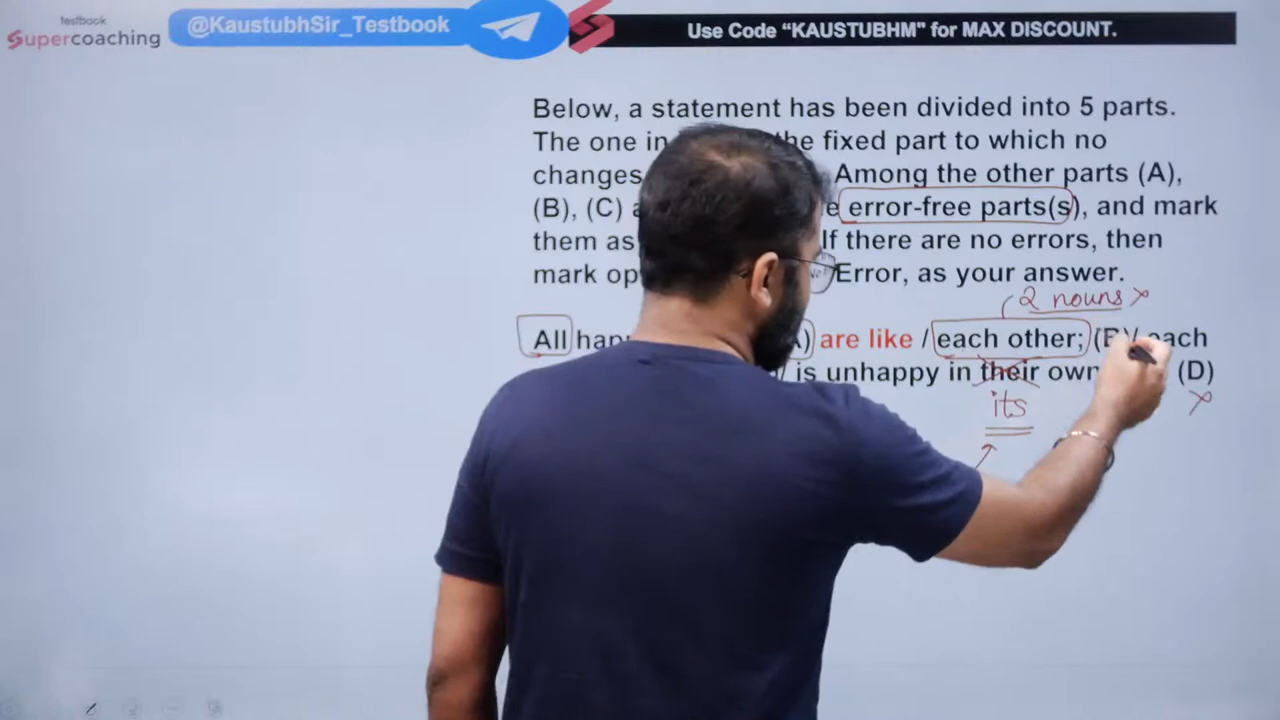 testbook
Supercoaching
@KaustubhSir_Testbook
Use Code “KAUSTUBHM" for MAX DISCOUNT.
Below, a statement has been divided into 5 parts.
The one in he fixed part to which no
changes Among the other parts (A),
(B), (C) error-free parts(s), and mark
them as If there are no errors, then
mark op Error, as your answer.
2 nouns x
All are like / each other; (B)/ each
is unhappy in their own (D)
its x